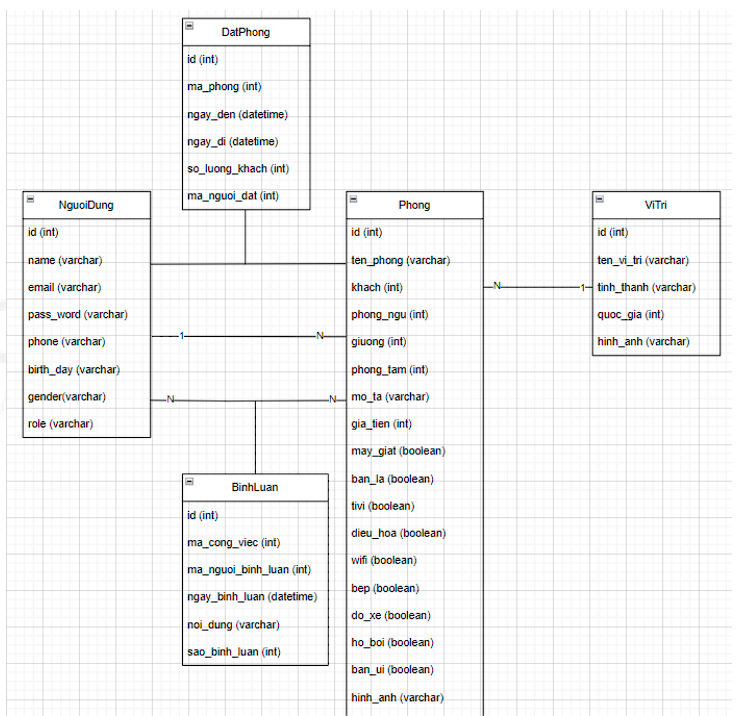 DatPhong
id (int)
ma_phong (int)
ngay_den (datetime)
ngay_di (datetime)
so_luong_khach (int)
ma_nguoi_dat (int)
NguoiDung
id (int)
name (varchar)
email (varchar)
pass_word (varchar)
phone (varchar)
birth_day (varchar)
gender(varchar)
role (varchar)
1
N
N
N
Phong
id (int)
ten_phong (varchar)
khach (int)
phong_ngu (int)
giuong (int)
phong_tam (int)
mo_ta (varchar)
gia_tien (int)
may_giat (boolean)
ban_la (boolean)
tivi (boolean)
dieu_hoa (boolean)
wifi (boolean)
bep (boolean)
do_xe (boolean)
ho_boi (boolean)
ban_ui (boolean)
hinh_anh (varchar)
N
1
ViTri
id (int)
ten_vi_tri (varchar)
tinh_thanh (varchar)
quoc_gia (int)
hinh_anh (varchar)
BinhLuan
id (int)
ma_cong_viec (int)
ma_nguoi_binh_luan (int)
ngay_binh_luan (datetime)
noi_dung (varchar)
sao_binh_luan (int)